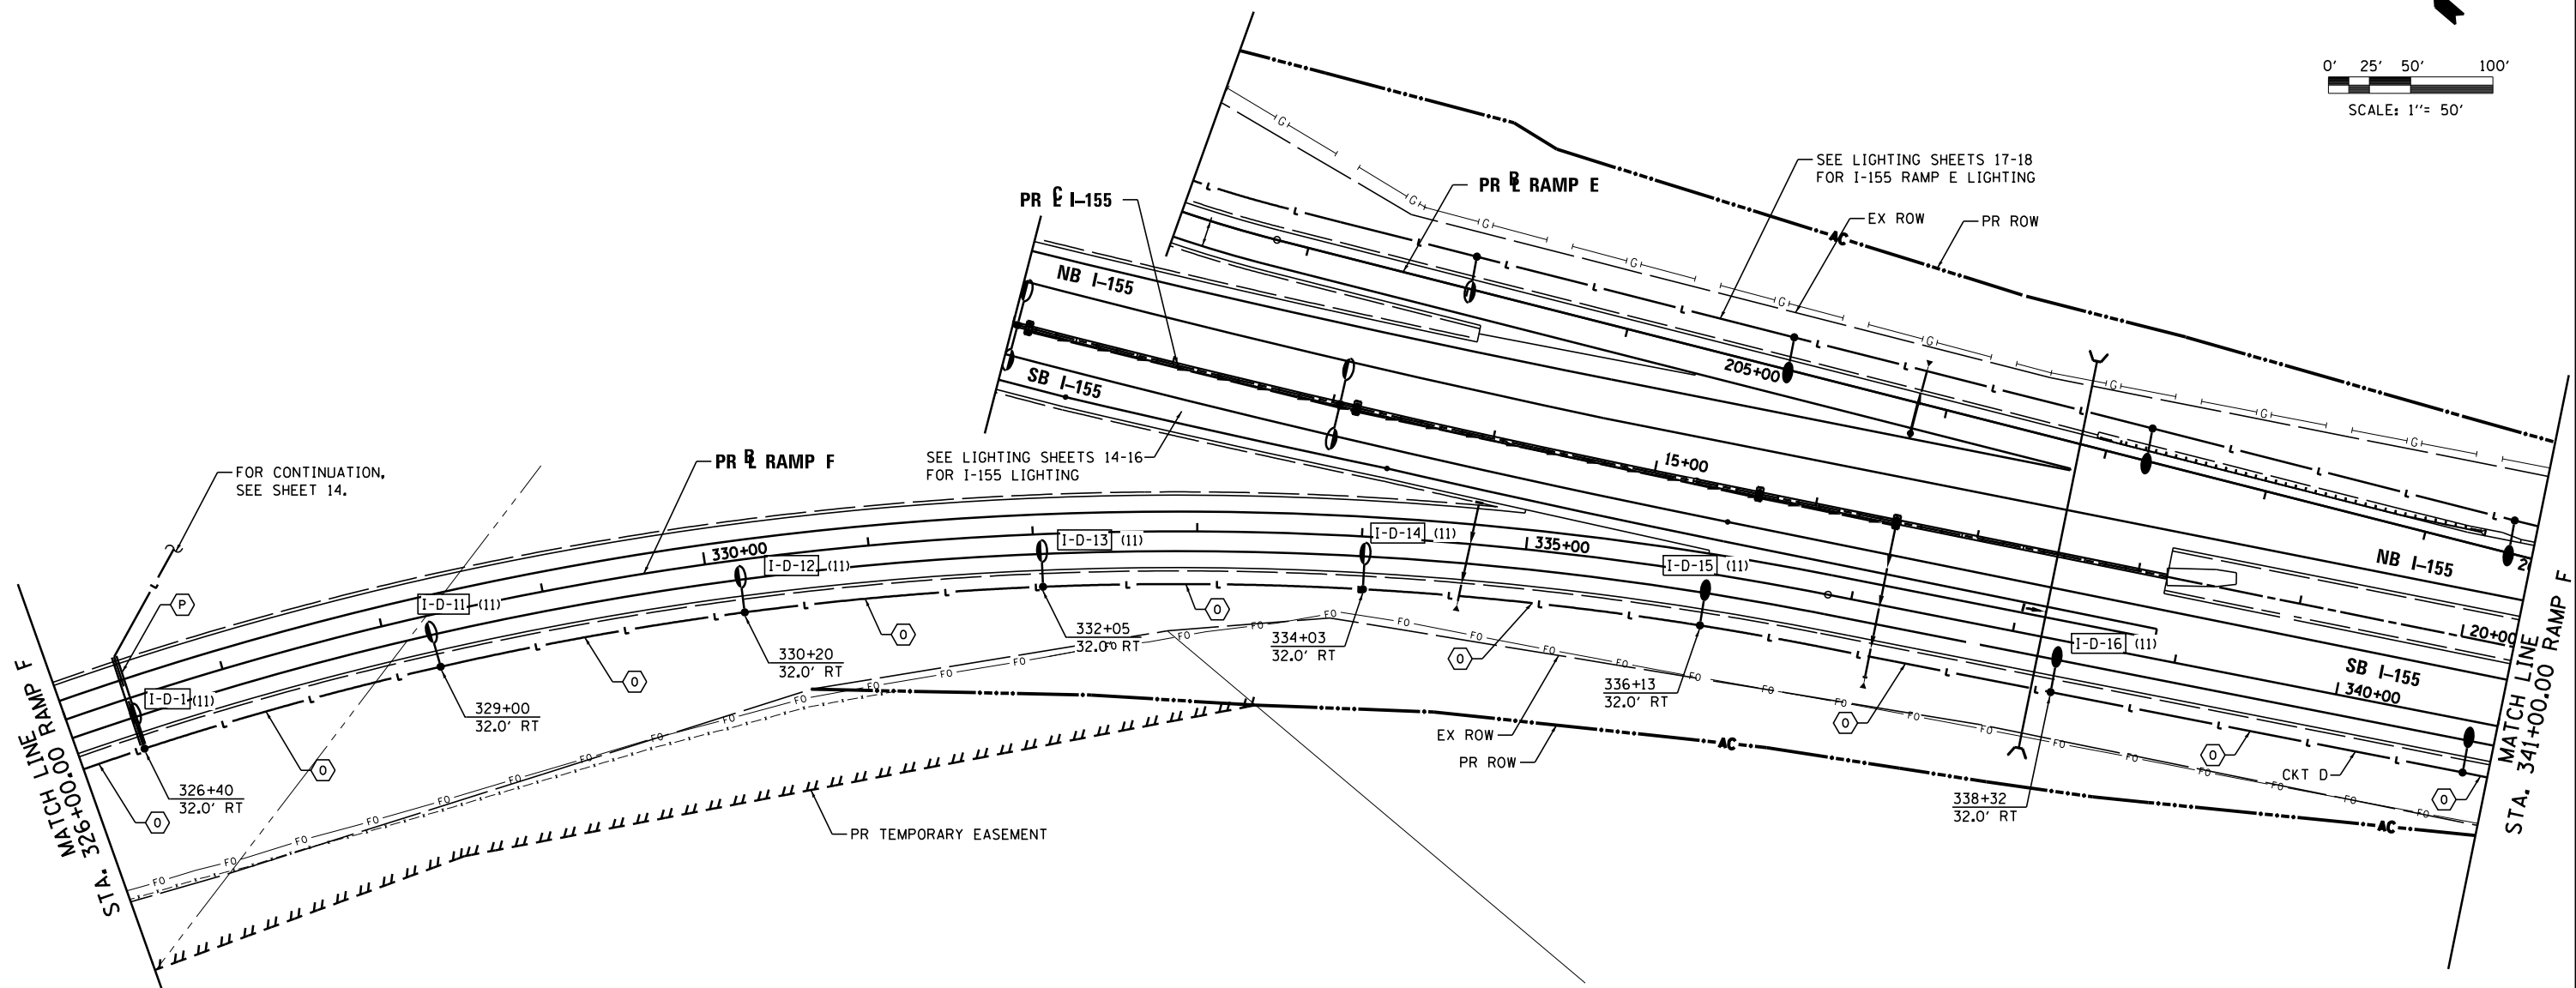 0' 25' 50' 100'
SCALE: 1''= 50'
SEE LIGHTING SHEETS 17-18
FOR I-155 RAMP E LIGHTING
EX ROW
PR ROW
AC
PR BL RAMP E
PR CL I-155
NB I-155
SB I-155
205+00
15+00
SEE LIGHTING SHEETS 14-16
FOR I-155 LIGHTING
PR BL RAMP F
FOR CONTINUATION,
SEE SHEET 14.
P
330+00
335+00
I-D-11 (11)
I-D-12 (11)
I-D-13 (11)
I-D-14 (11)
I-D-15 (11)
I-D-16 (11)
I-D-1 (11)
326+40
32.0' RT
329+00
32.0' RT
330+20
32.0' RT
332+05
32.0' RT
334+03
32.0' RT
336+13
32.0' RT
338+32
32.0' RT
O
O
O
O
O
O
O
O
O
EX ROW
PR ROW
AC
AC
CKT D
PR TEMPORARY EASEMENT
NB I-155
SB I-155
20+00
340+00
MATCH LINE RAMP F
STA. 326+00.00
MATCH LINE RAMP F
STA. 341+00.00